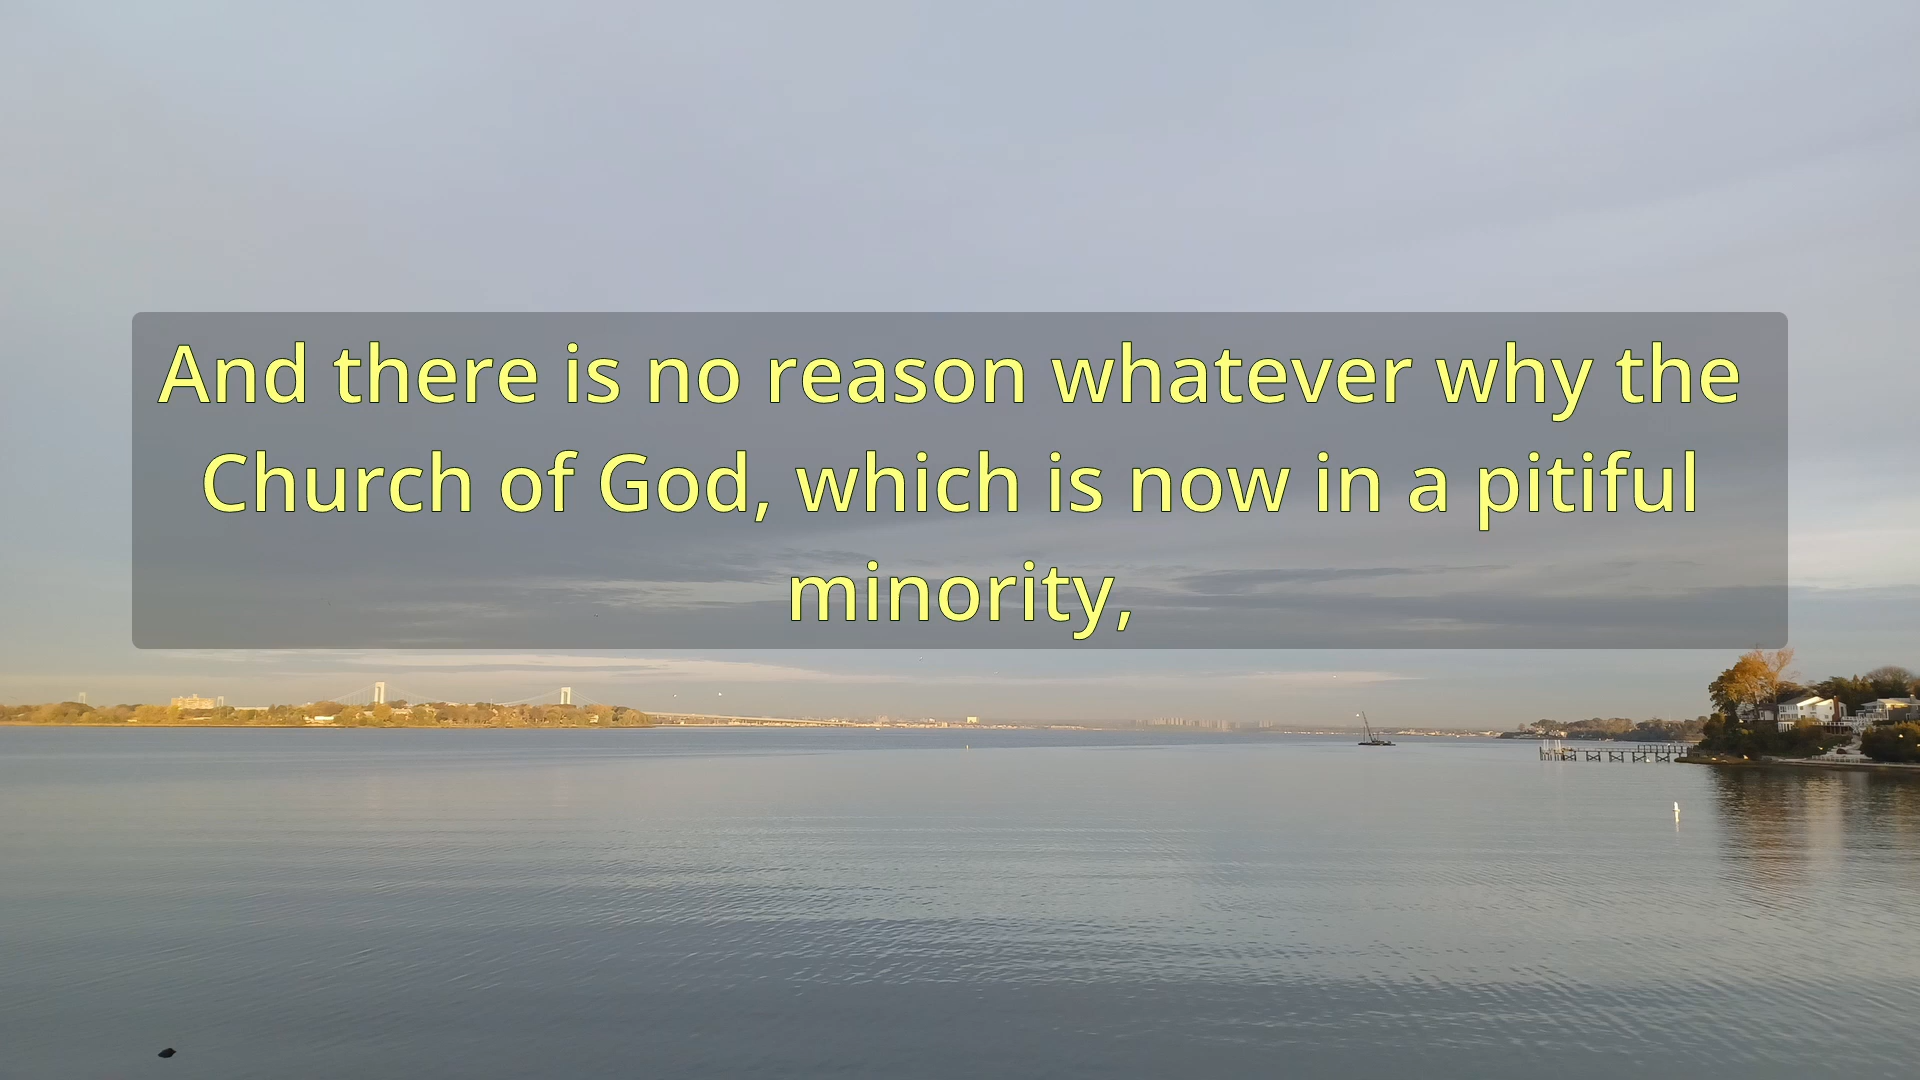 And there is no reason whatever why the
Church of God, which is now in a pitiful
minority,